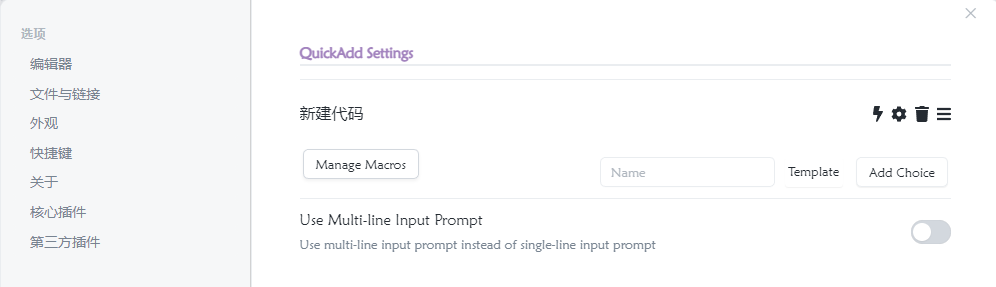 选项
编辑器
文件与链接
外观
快捷键
关于
核心插件
第三方插件
QuickAdd Settings
新建代码
Manage Macros
Name
Template
Add Choice
Use Multi-line Input Prompt
Use multi-line input prompt instead of single-line input prompt